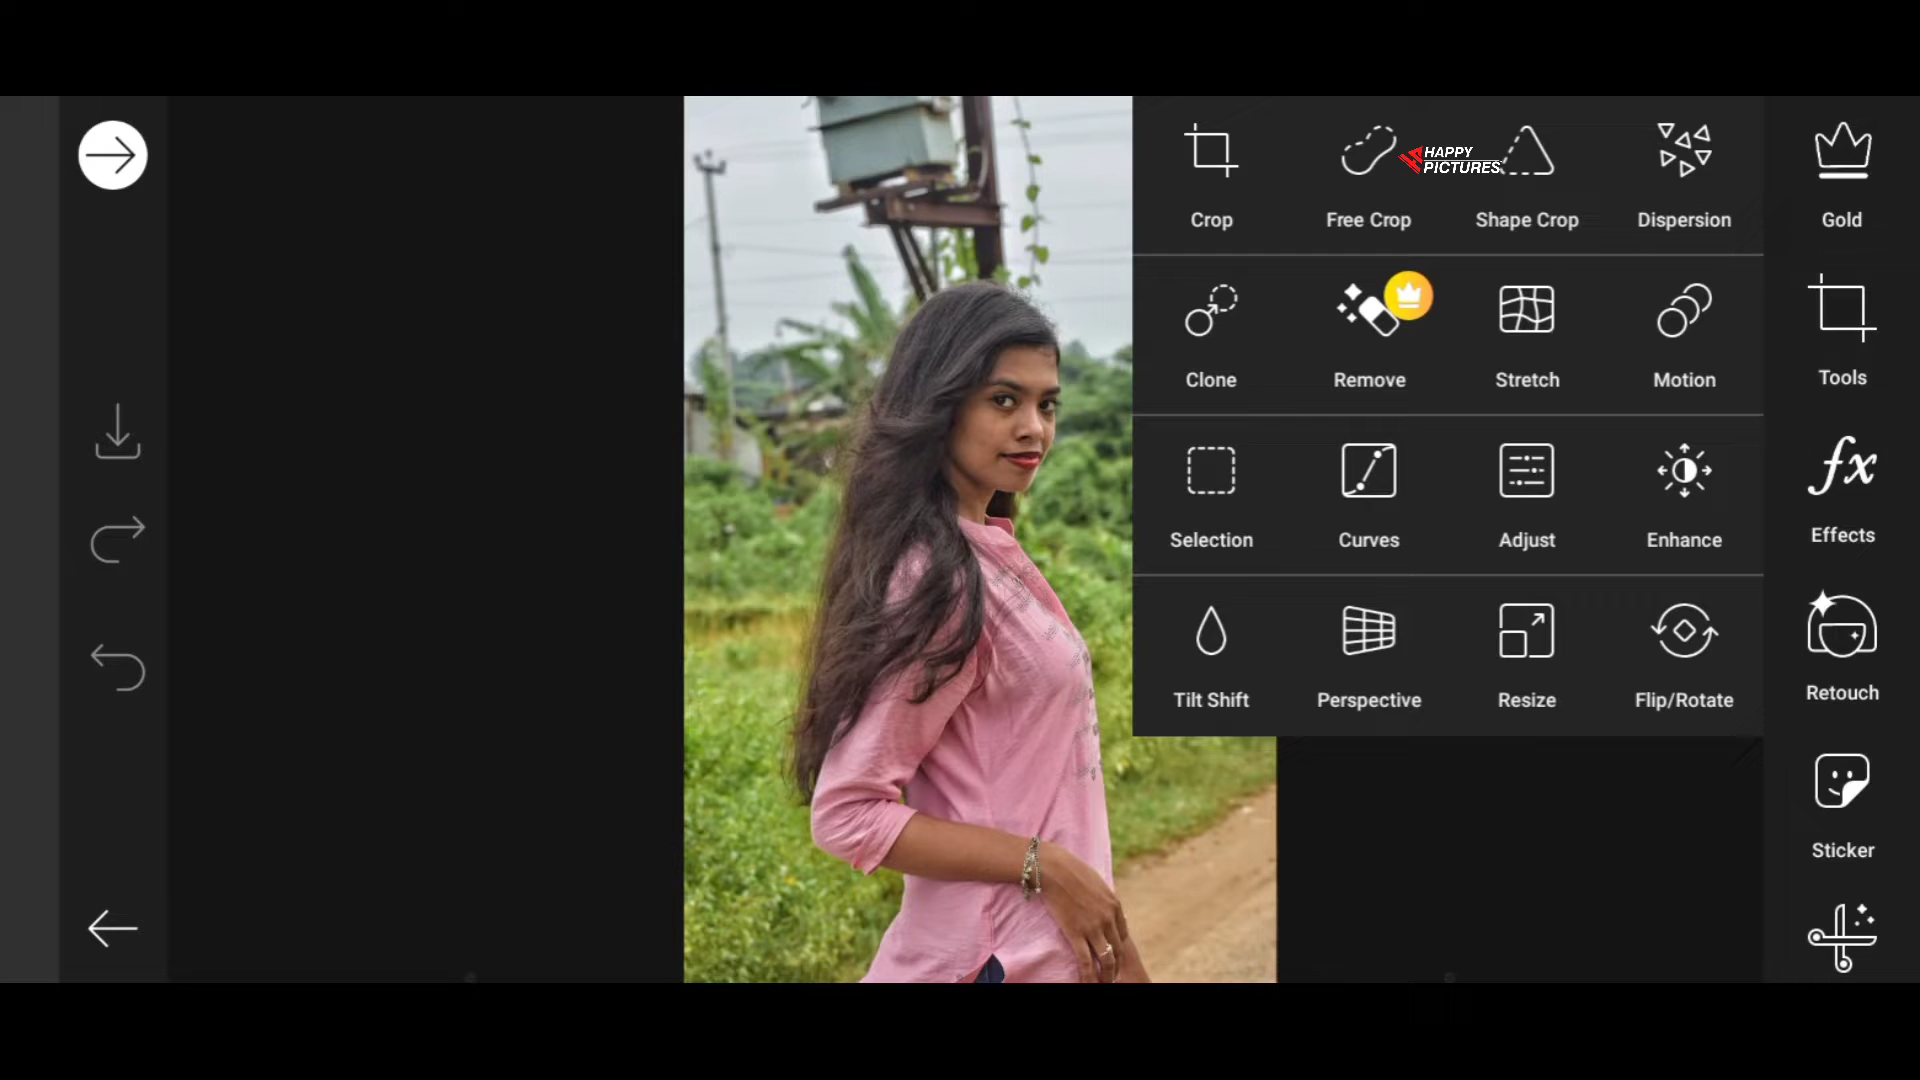 HAPPY
PICTURES
Crop
Free Crop
Shape Crop
Dispersion
Gold
Clone
Remove
Stretch
Motion
Tools
Selection
Curves
Adjust
Enhance
fx
Effects
Tilt Shift
Perspective
Resize
Flip/Rotate
Retouch
Sticker